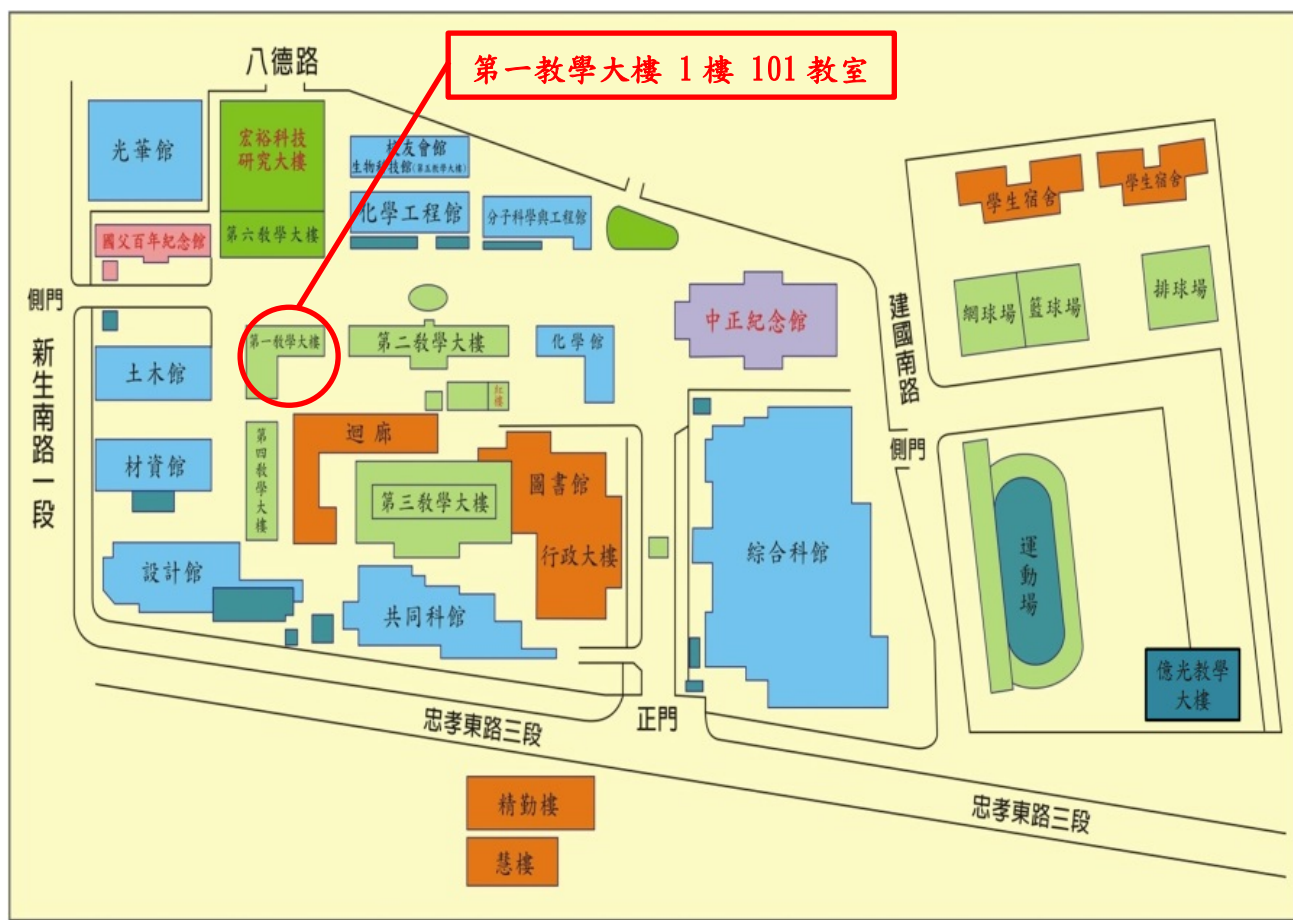 八德路
第一教學大樓 1樓 101教室
光華館
宏裕科技
研究大樓
校友會館
生物科技館(第五教學大樓)
化學工程館
分子科學與工程館
第六教學大樓
國父百年紀念館
學生宿舍
學生宿舍
側門
網球場
籃球場
排球場
建國南路
中正紀念館
第一教學大樓
第二教學大樓
化學館
新生南路一段
土木館
紅樓
迴廊
側門
材資館
第四教學大樓
第三教學大樓
圖書館
行政大樓
綜合科館
運動場
設計館
共同科館
億光教學
大樓
忠孝東路三段
正門
精勤樓
忠孝東路三段
慧樓